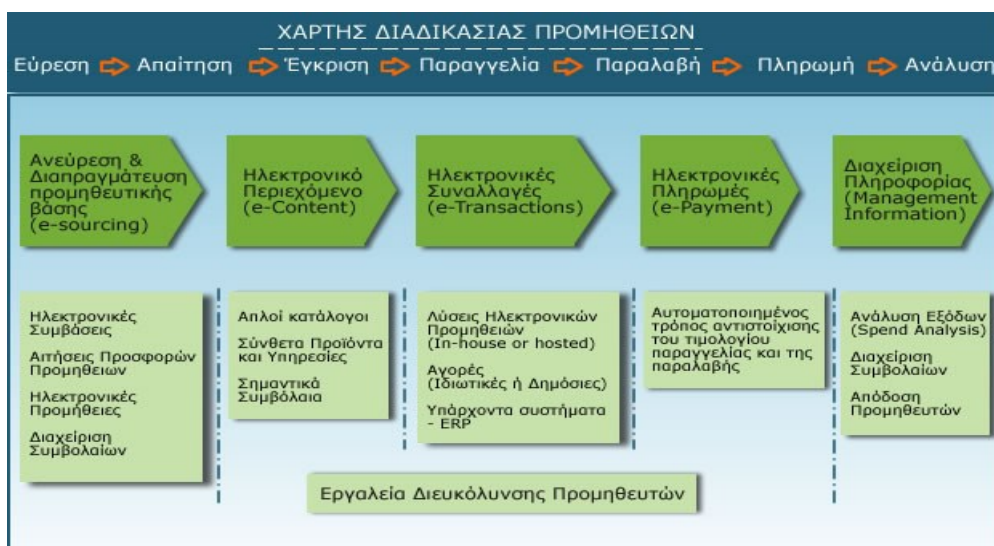 ΧΑΡΤΗΣ ΔΙΑΔΙΚΑΣΙΑΣ ΠΡΟΜΗΘΕΙΩΝ
Εύρεση Απαίτηση Έγκριση Παραγγελία Παραλαβή Πληρωμή Ανάλυση
Ανεύρεση &
Διαπραγμάτευση
προμηθευτικής
βάσης
(e-sourcing)
Ηλεκτρονικό
Περιεχόμενο
(e-Content)
Ηλεκτρονικές
Συναλλαγές
(e-Transactions)
Ηλεκτρονικές
Πληρωμές
(e-Payment)
Διαχείριση
Πληροφορίας
(Management
Information)
Ηλεκτρονικές
Συμβάσεις
Αιτήσεις Προσφορών
Προμηθειων
Ηλεκτρονικές
Προμήθειες
Διαχείριση
Συμβολαίων
Απλοί κατάλογοι
Σύνθετα Προϊόντα
και Υπηρεσίες
Σημαντικά
Συμβόλαια
Λύσεις Ηλεκτρονικών
Προμηθειών
(In-house or hosted)
Αγορές
(Ιδιωτικές ή Δημόσιες)
Υπάρχοντα συστήματα
- ERP
Αυτοματοποιημένος
τρόπος αντιστοίχισης
του τιμολογίου
παραγγελίας και της
παραλαβής
Ανάλυση Εξόδων
(Spend Analysis)
Διαχείριση
Συμβολαίων
Απόδοση
Προμηθευτών
Εργαλεία Διευκόλυνσης Προμηθευτών